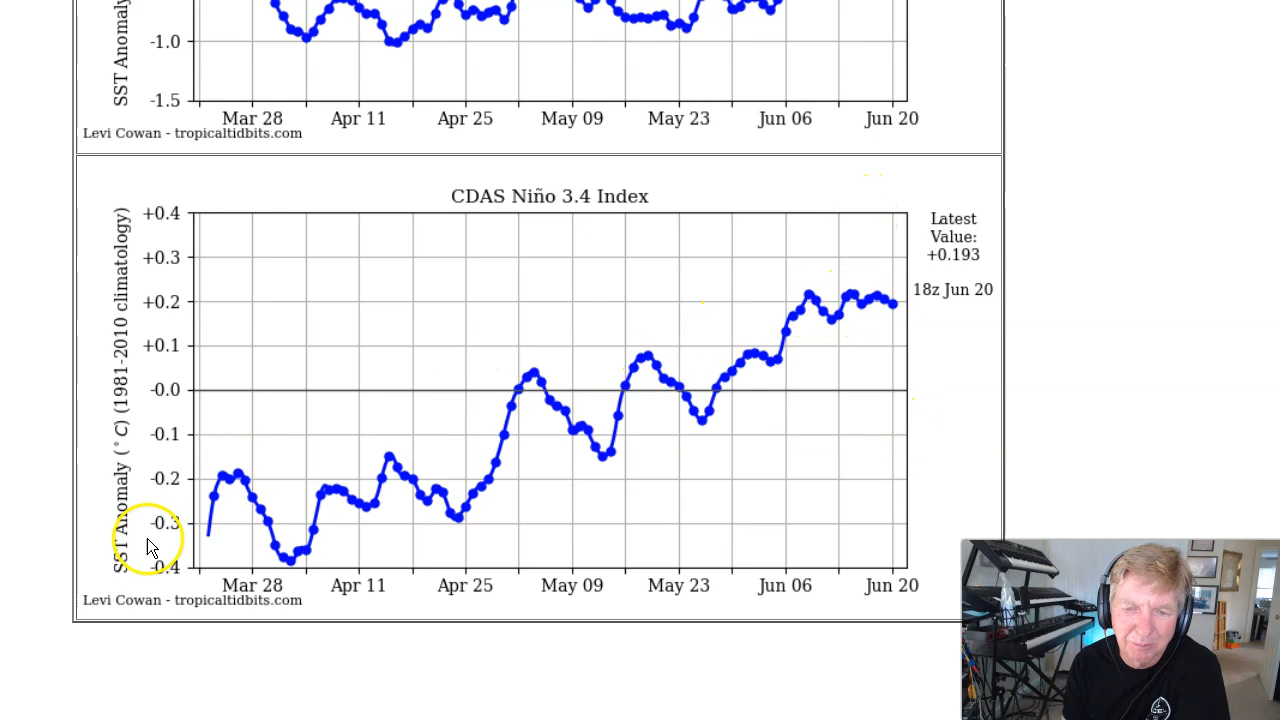 SST Anomaly
-1.0
-1.5
Mar 28 Apr 11 Apr 25 May 09 May 23 Jun 06 Jun 20
Levi Cowan - tropicaltidbits.com
CDAS Niño 3.4 Index
SST Anomaly (°C) (1981-2010 climatology)
+0.4
+0.3
+0.2
+0.1
-0.0
-0.1
-0.2
-0.3
-0.4
Latest
Value:
+0.193
18z Jun 20
Mar 28 Apr 11 Apr 25 May 09 May 23 Jun 06 Jun 20
Levi Cowan - tropicaltidbits.com